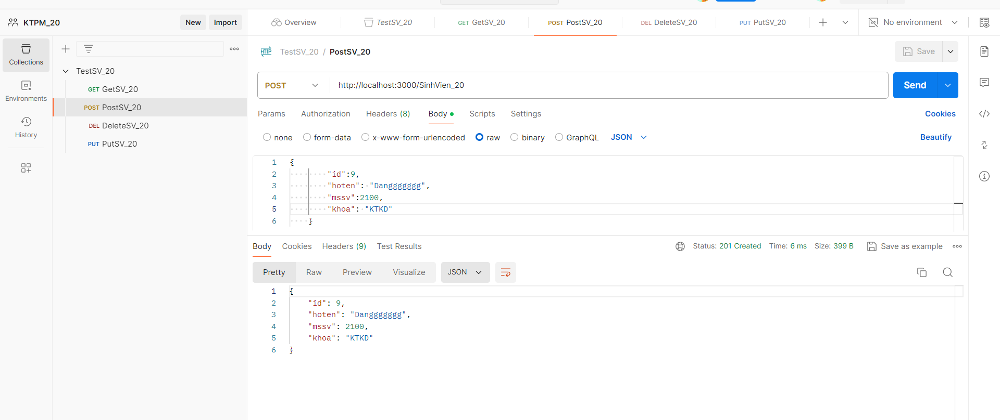 KTPM_20
New
Import
Overview
TestSV_20
GET GetSV_20
POST PostSV_20
DEL DeleteSV_20
PUT PutSV_20
No environment
Collections
Environments
History
TestSV_20
GET GetSV_20
POST PostSV_20
DEL DeleteSV_20
PUT PutSV_20
HTTP TestSV_20 / PostSV_20
Save
POST http://localhost:3000/SinhVien_20
Send
Params Authorization Headers (8) Body Scripts Settings Cookies
none form-data x-www-form-urlencoded raw binary GraphQL JSON Beautify
1 {
2 "id":9,
3 "hoten": "Danggggggg",
4 "mssv":2100,
5 "khoa": "KTKD"
6 }
Body Cookies Headers (9) Test Results Status: 201 Created Time: 6 ms Size: 399 B Save as example
Pretty Raw Preview Visualize JSON
1 {
2 "id": 9,
3 "hoten": "Danggggggg",
4 "mssv": 2100,
5 "khoa": "KTKD"
6 }